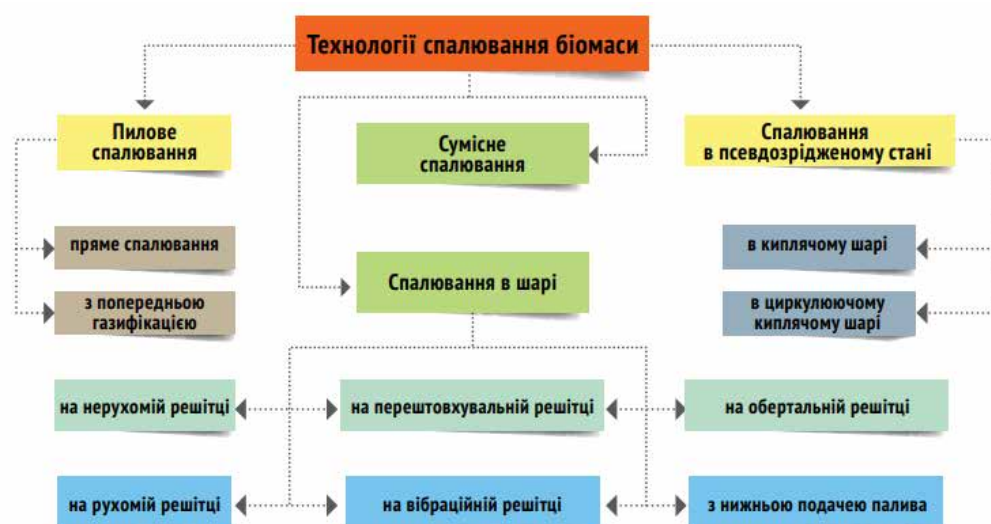 Технології спалювання біомаси
Пилове
спалювання
Сумісне
спалювання
Спалювання
в псевдозрідженому стані
пряме спалювання
в киплячому шарі
Спалювання в шарі
з попередньою
газифікацією
в циркулюючому
киплячому шарі
на нерухомій решітці
на перештовхувальній решітці
на обертальній решітці
на рухомій решітці
на вібраційній решітці
з нижньою подачею палива